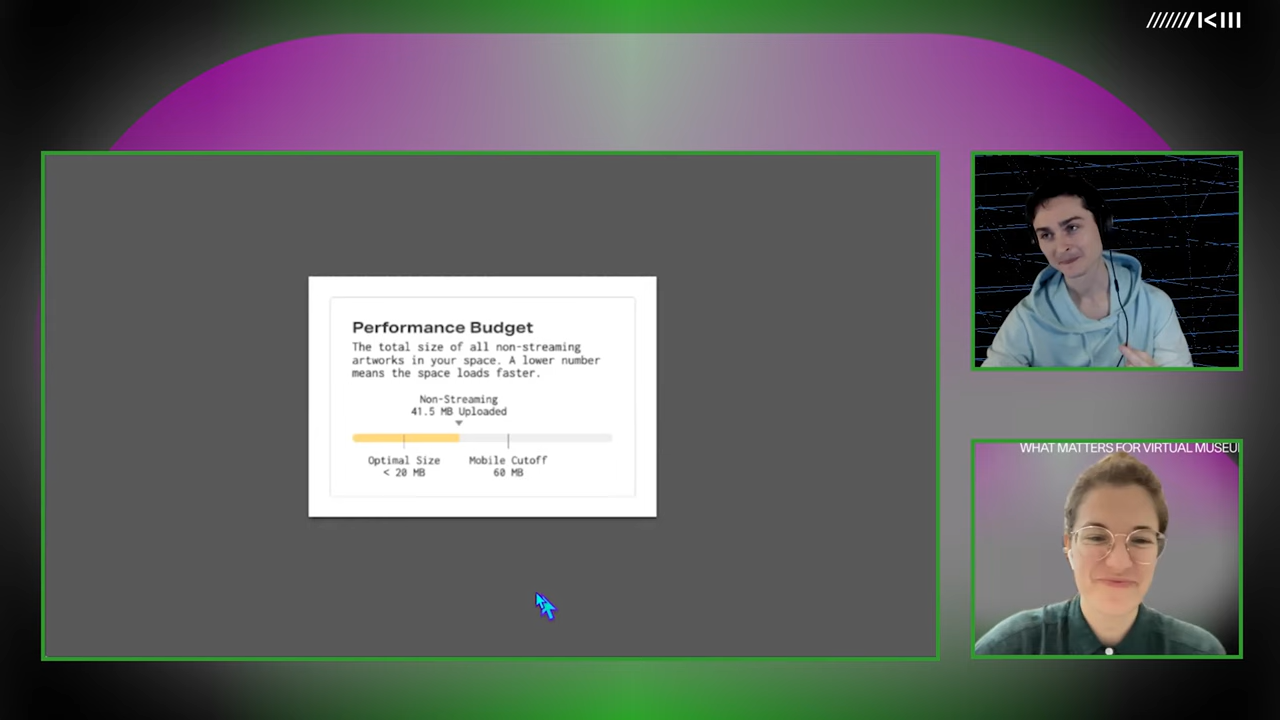 Performance Budget
The total size of all non-streaming
artworks in your space. A lower number
means the space loads faster.
Non-Streaming
41.5 MB Uploaded
Optimal Size
< 20 MB
Mobile Cutoff
60 MB
WHAT MATTERS FOR VIRTUAL MUSEU